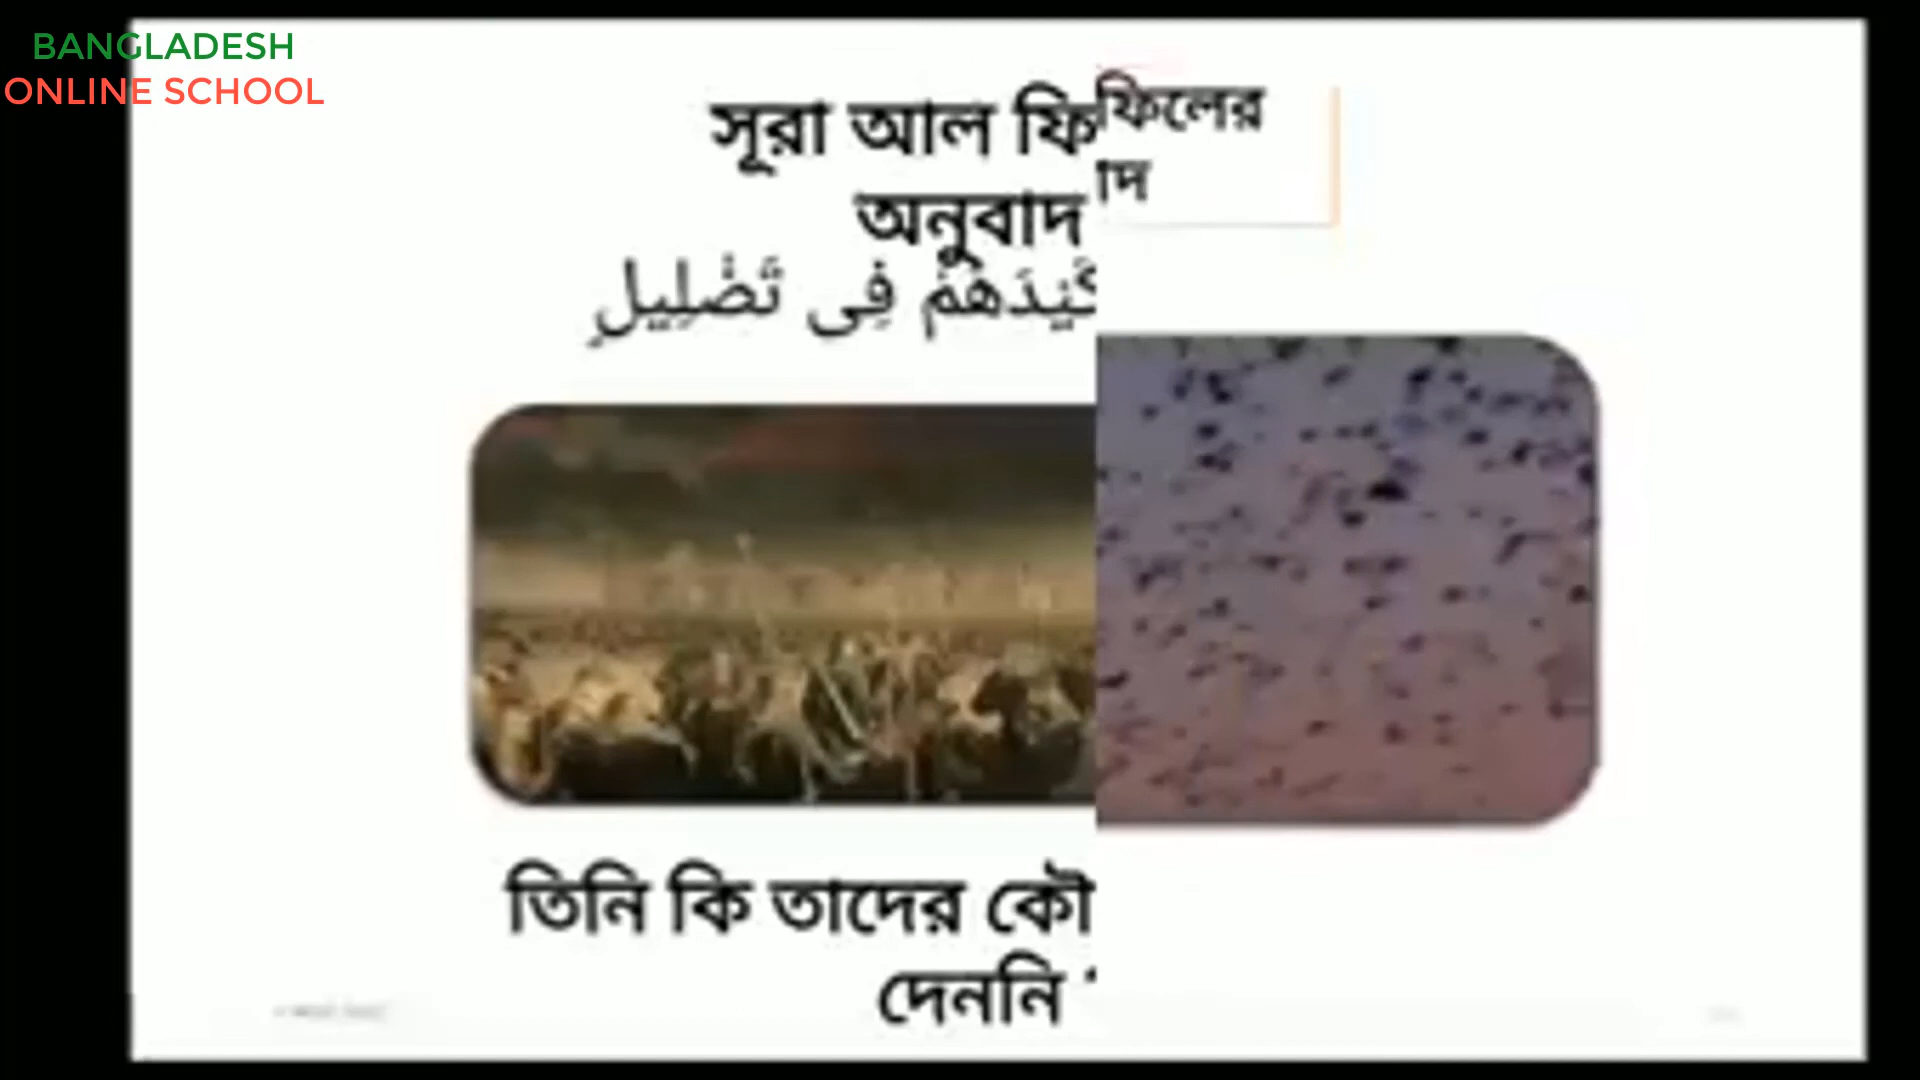 BANGLADESH
ONLINE SCHOOL
সূরা আল ফি
ফিলের
অনুবাদ
াদ
كَيْدَهُمْ فِى تَضْلِيلٍ
তিনি কি তাদের কৌ
দেননি